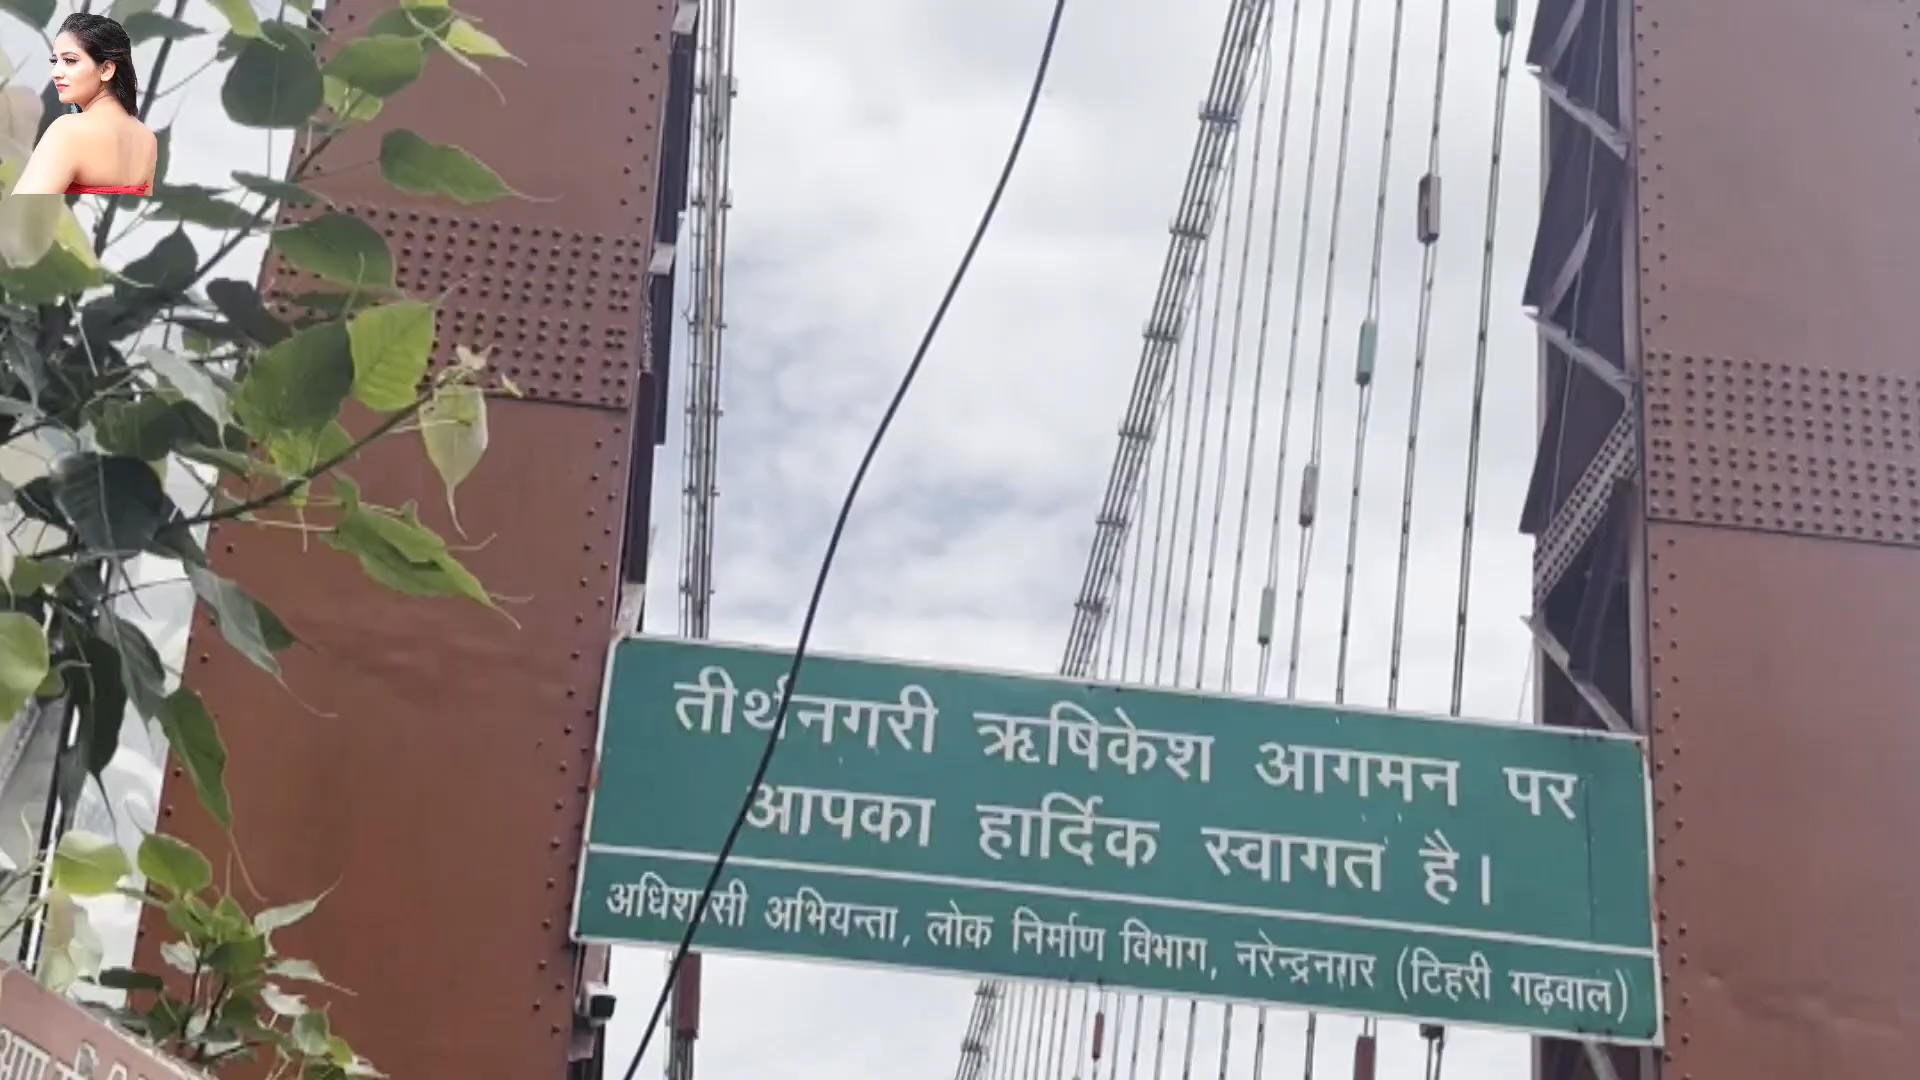 तीर्थनगरी ऋषिकेश आगमन पर
आपका हार्दिक स्वागत है।
अधिशासी अभियन्ता, लोक निर्माण विभाग, नरेन्द्रनगर (टिहरी गढ़वाल)